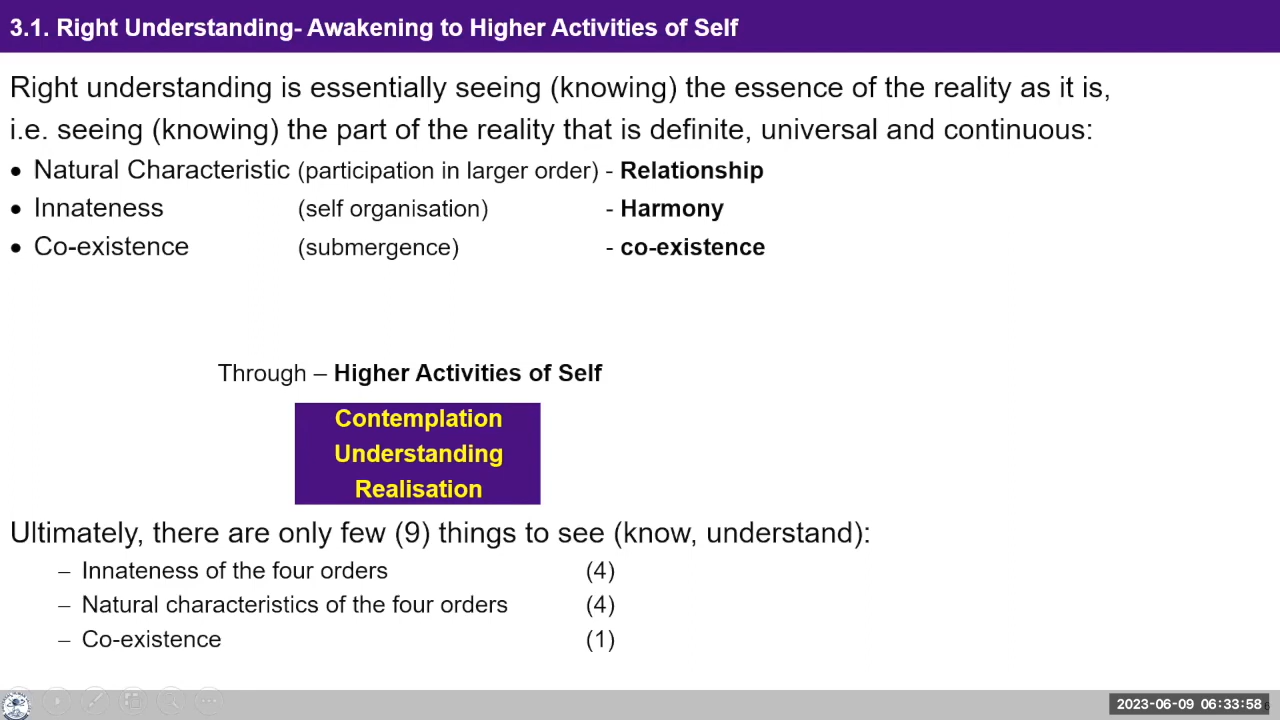 3.1. Right Understanding- Awakening to Higher Activities of Self
Right understanding is essentially seeing (knowing) the essence of the reality as it is,
i.e. seeing (knowing) the part of the reality that is definite, universal and continuous:
• Natural Characteristic (participation in larger order) - Relationship
• Innateness (self organisation) - Harmony
• Co-existence (submergence) - co-existence
Through – Higher Activities of Self
Contemplation
Understanding
Realisation
Ultimately, there are only few (9) things to see (know, understand):
– Innateness of the four orders (4)
– Natural characteristics of the four orders (4)
– Co-existence (1)
2023-06-09 06:33:58